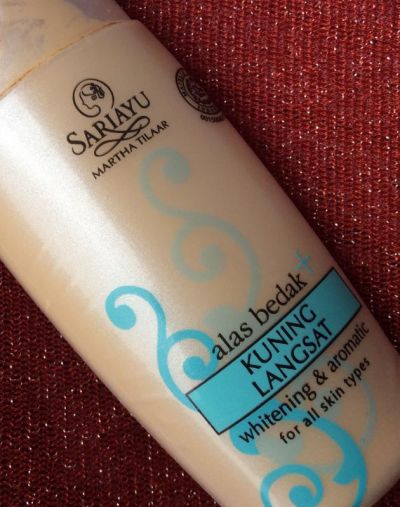 SARIAYU
MARTHA TILAAR
alas bedak+
KUNING
LANGSAT
whitening & aromatic
for all skin types